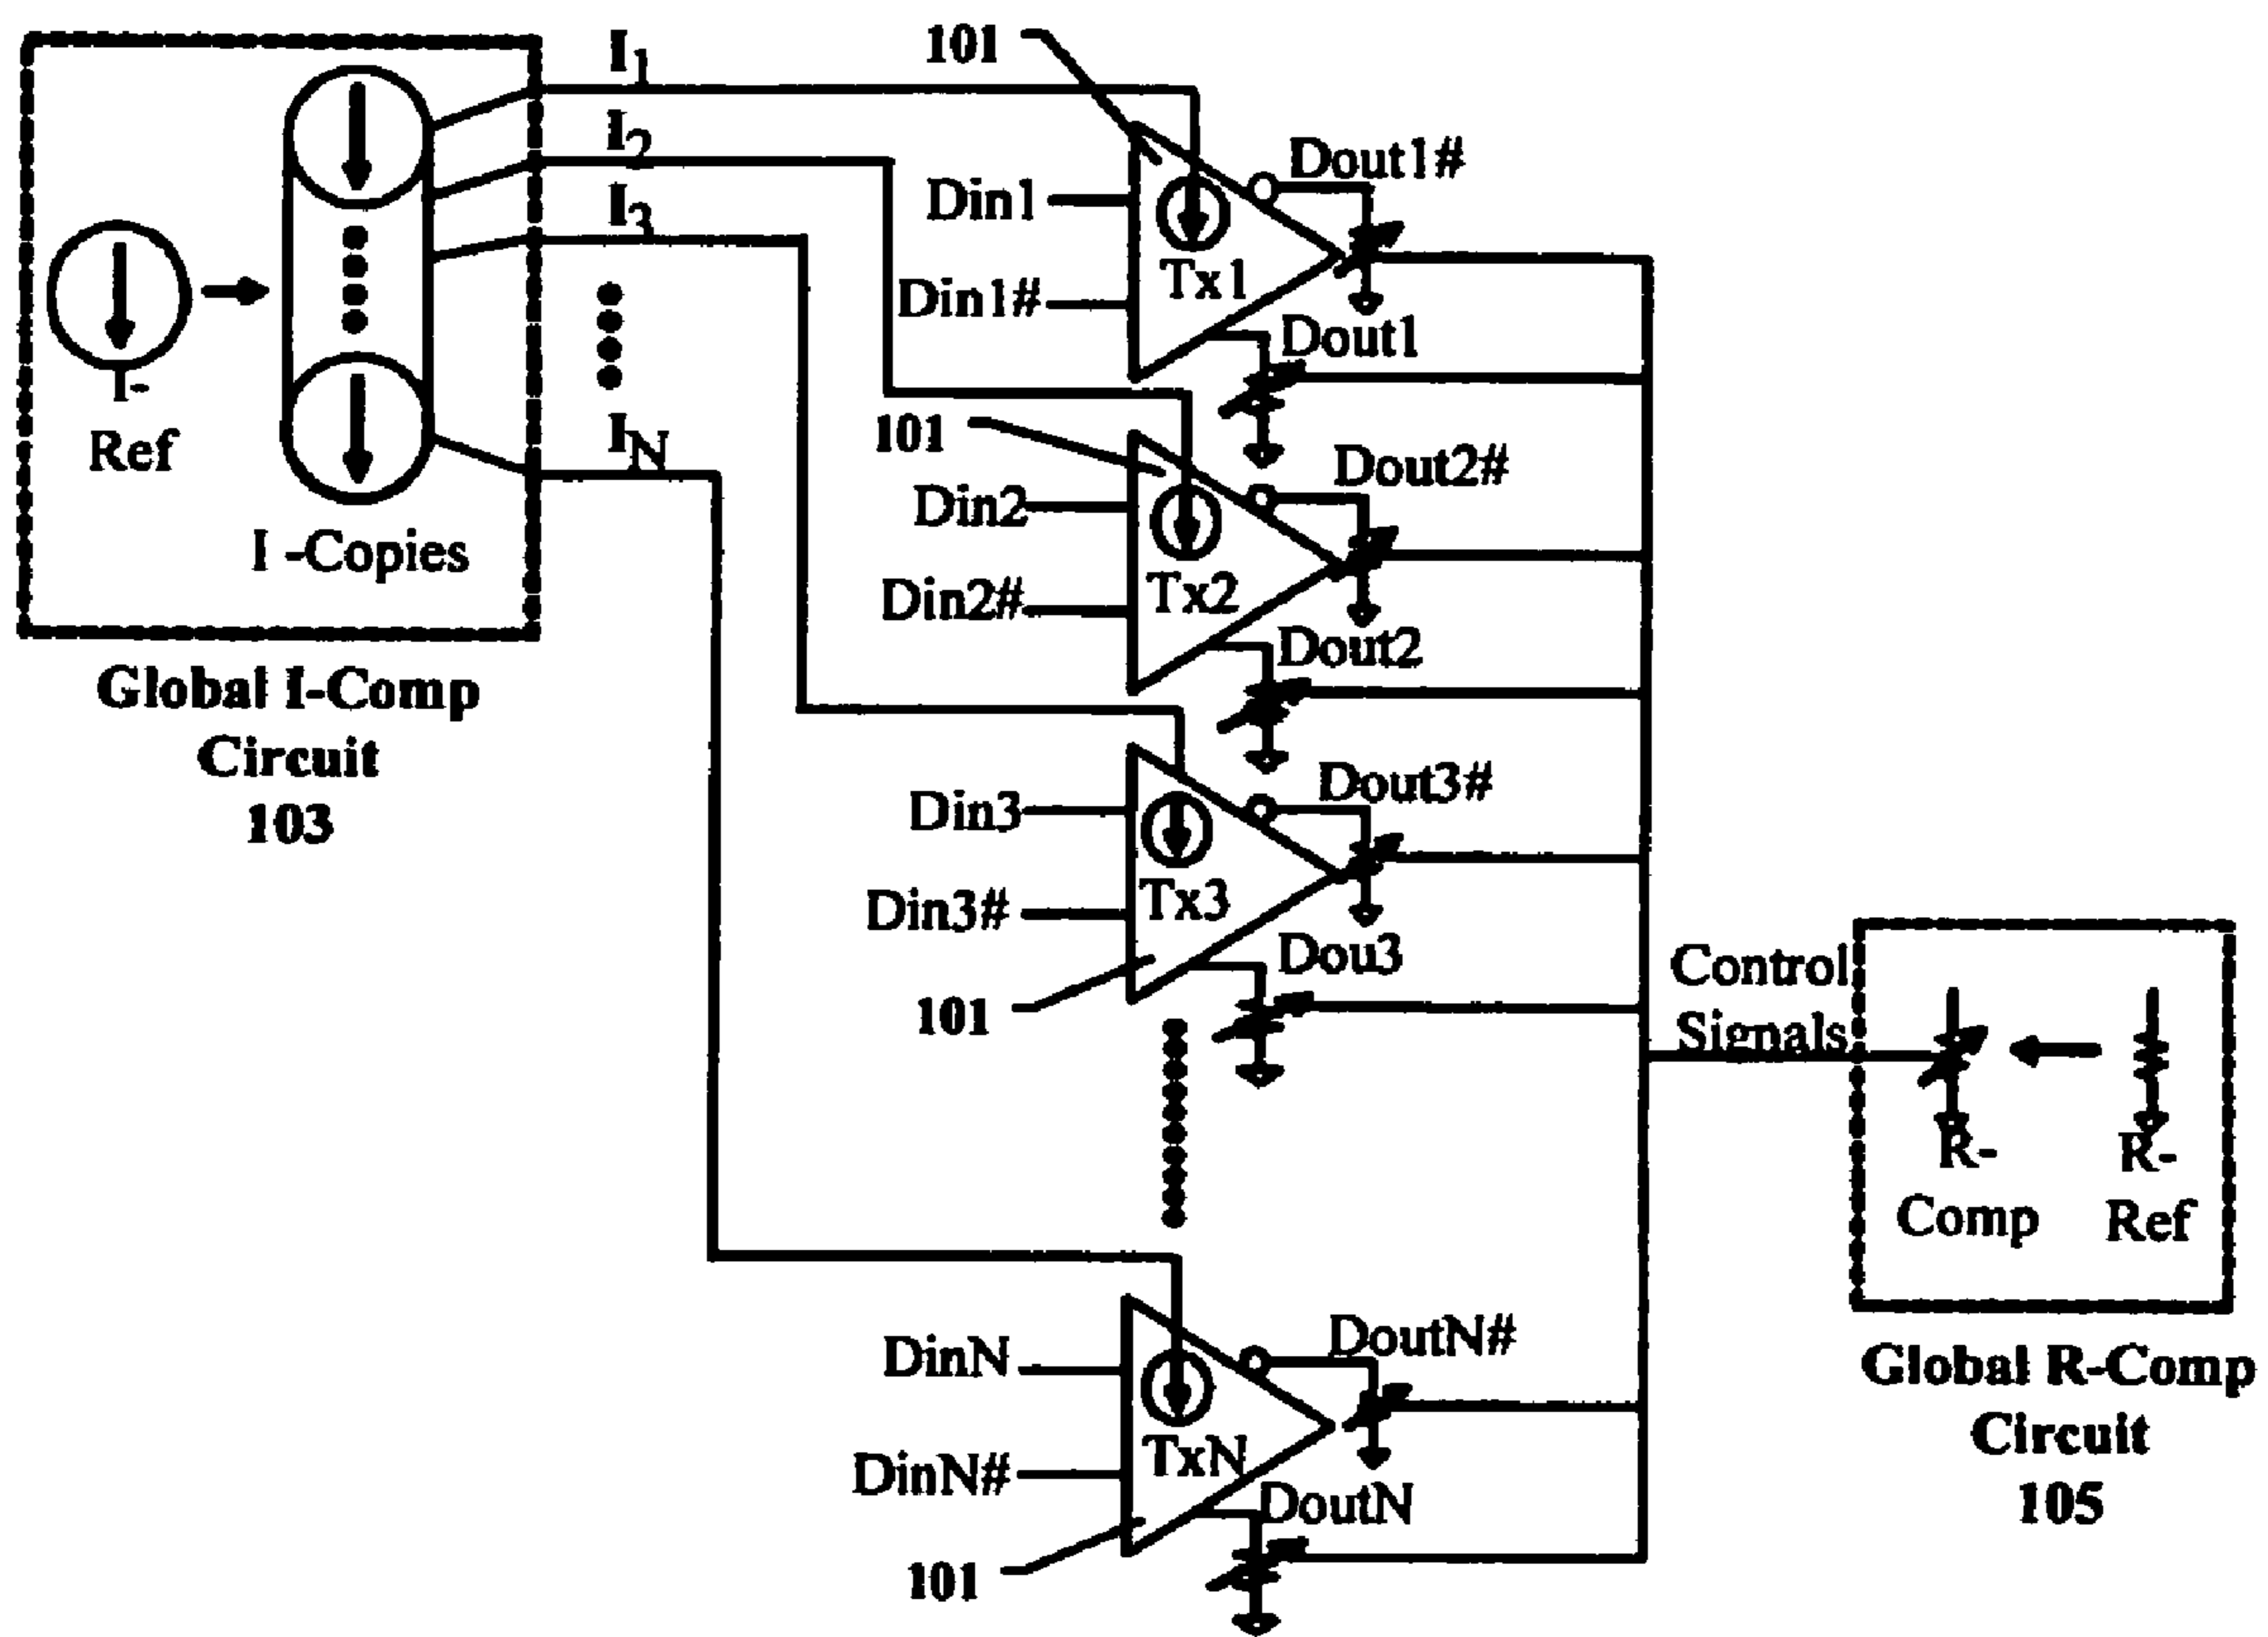 I1
I2
I3
IN
I-
Ref
I -Copies
Global I-Comp
Circuit
103
101
Din1
Din1#
Tx1
Dout1#
Dout1
101
Din2
Din2#
Tx2
Dout2#
Dout2
Din3
Din3#
Tx3
Dout3#
Dou3
101
DinN
DinN#
TxN
DoutN#
DoutN
101
Control
Signals
R-
Comp
R-
Ref
Global R-Comp
Circuit
105